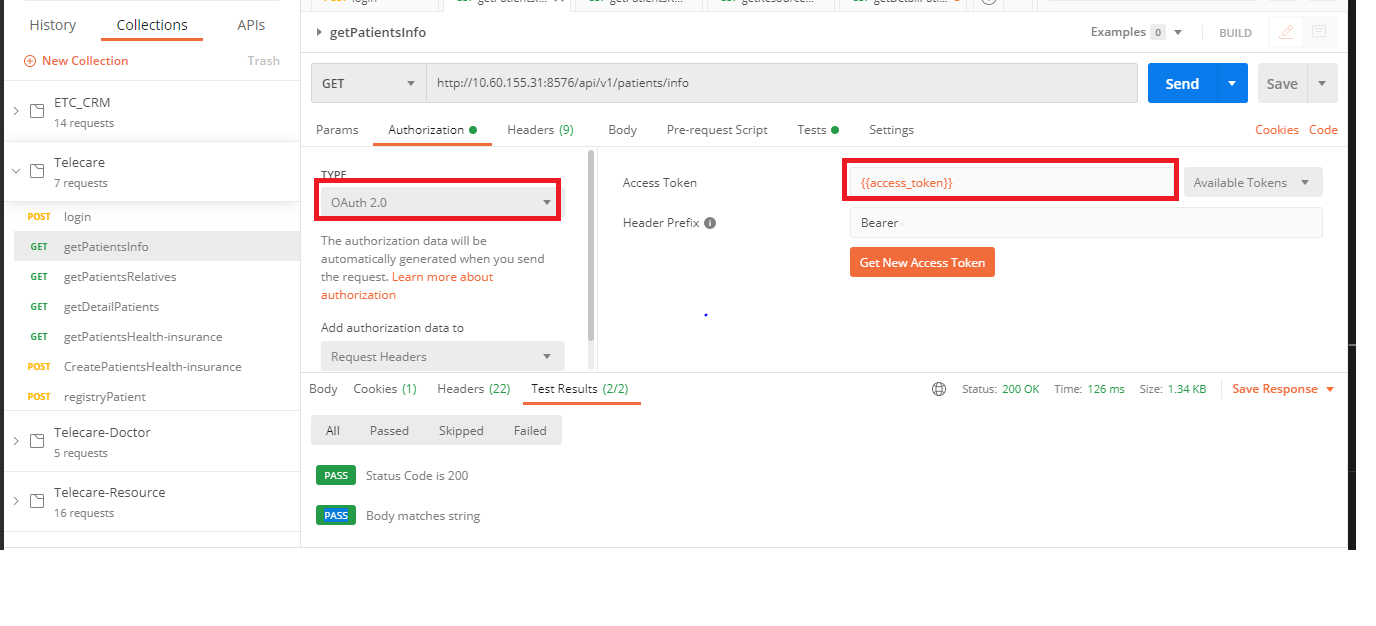 login
History
Collections
APIs
New Collection
Trash
ETC_CRM
14 requests
Telecare
7 requests
POST login
GET getPatientsInfo
GET getPatientsRelatives
GET getDetailPatients
GET getPatientsHealth-insurance
POST CreatePatientsHealth-insurance
POST registryPatient
Telecare-Doctor
5 requests
Telecare-Resource
16 requests
getPatientsInfo
Examples 0
BUILD
GET
http://10.60.155.31:8576/api/v1/patients/info
Send
Save
Params
Authorization
Headers (9)
Body
Pre-request Script
Tests
Settings
Cookies
Code
TYPE
OAuth 2.0
The authorization data will be
automatically generated when you send
the request. Learn more about
authorization
Add authorization data to
Request Headers
Access Token
{{access_token}}
Available Tokens
Header Prefix
Bearer
Get New Access Token
Body
Cookies (1)
Headers (22)
Test Results (2/2)
Status: 200 OK
Time: 126 ms
Size: 1.34 KB
Save Response
All
Passed
Skipped
Failed
PASS Status Code is 200
PASS Body matches string